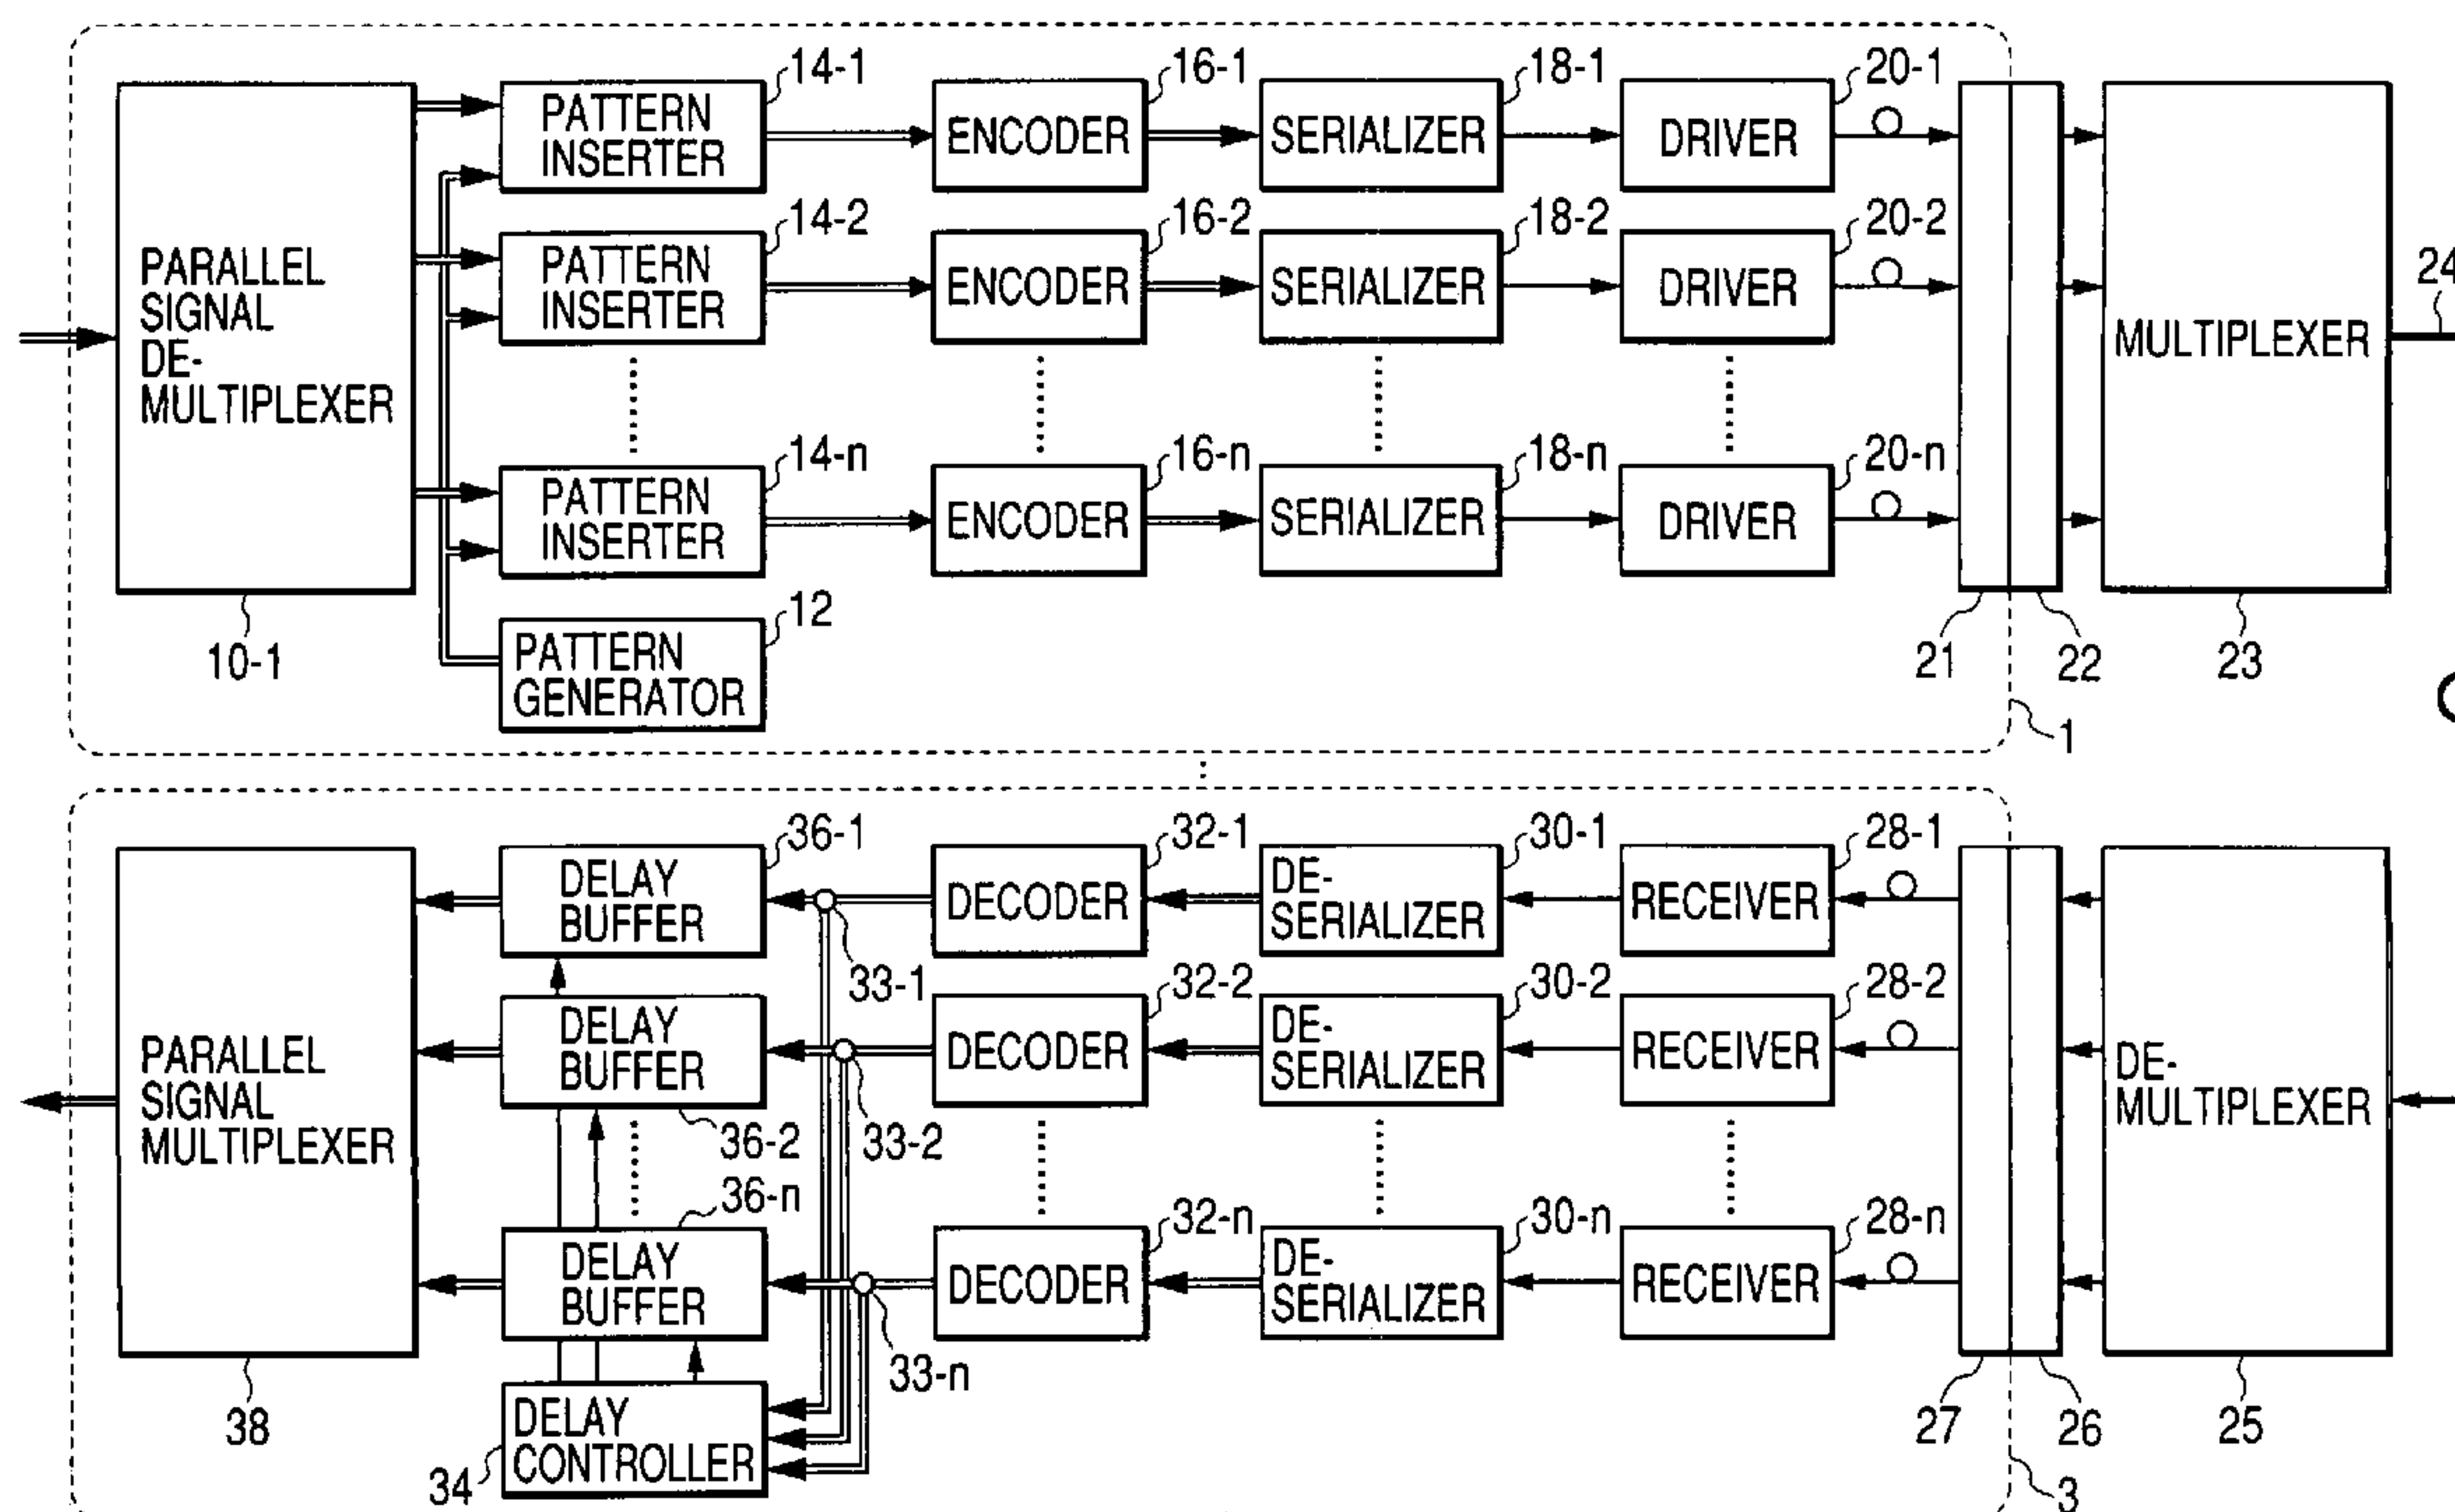 14-1
16-1
18-1
20-1
PATTERN
INSERTER
ENCODER
SERIALIZER
DRIVER
14-2
16-2
18-2
20-2
PATTERN
INSERTER
ENCODER
SERIALIZER
DRIVER
24
PARALLEL
SIGNAL
DE-
MULTIPLEXER
MULTIPLEXER
14-n
16-n
18-n
20-n
PATTERN
INSERTER
ENCODER
SERIALIZER
DRIVER
12
PATTERN
GENERATOR
10-1
21
22
23
1
36-1
32-1
30-1
28-1
DELAY
BUFFER
DECODER
DE-
SERIALIZER
RECEIVER
33-1
32-2
30-2
28-2
DELAY
BUFFER
DECODER
DE-
SERIALIZER
RECEIVER
PARALLEL
SIGNAL
MULTIPLEXER
DE-
MULTIPLEXER
36-2
33-2
36-n
32-n
30-n
28-n
DELAY
BUFFER
DECODER
DE-
SERIALIZER
RECEIVER
33-n
DELAY
CONTROLLER
38
34
27
26
25
3